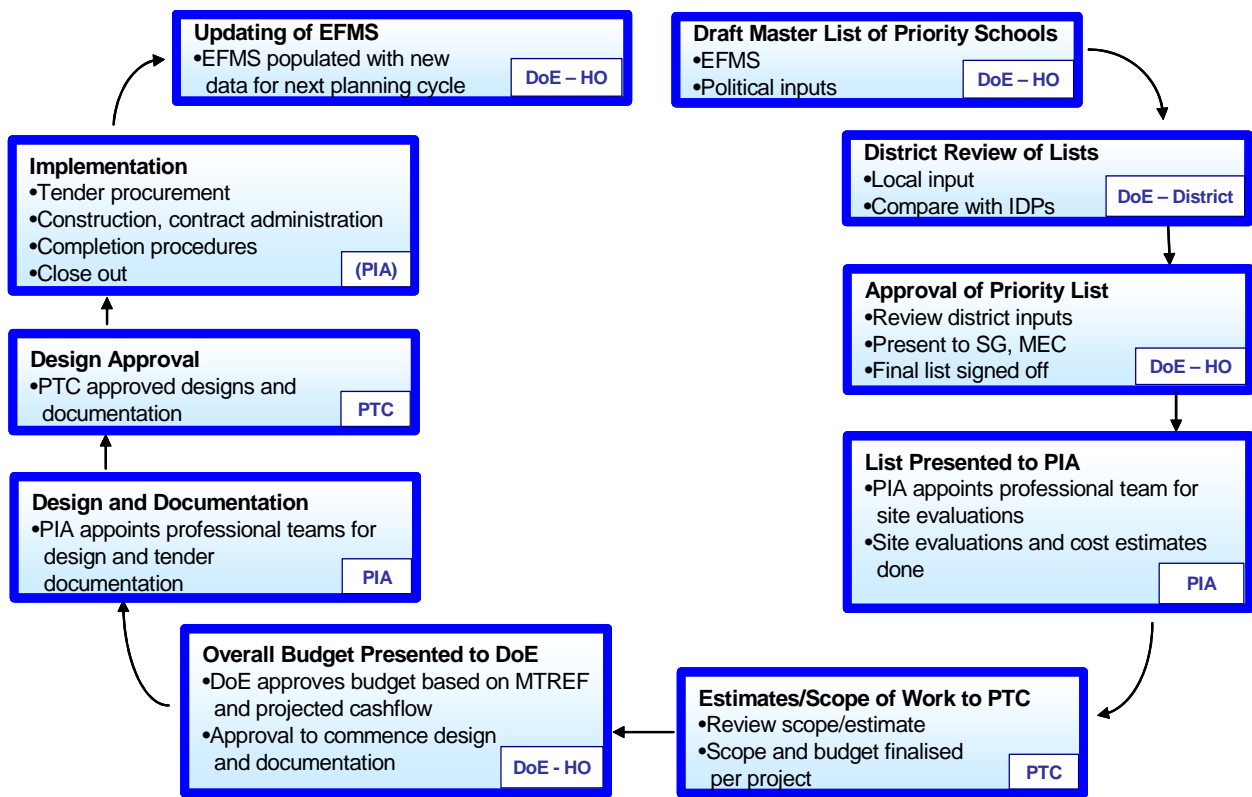 Draft Master List of Priority Schools
•EFMS
•Political inputs
DoE – HO
District Review of Lists
•Local input
•Compare with IDPs
DoE – District
Approval of Priority List
•Review district inputs
•Present to SG, MEC
•Final list signed off
DoE – HO
List Presented to PIA
•PIA appoints professional team for
site evaluations
•Site evaluations and cost estimates
done
PIA
Estimates/Scope of Work to PTC
•Review scope/estimate
•Scope and budget finalised
per project
PTC
Overall Budget Presented to DoE
•DoE approves budget based on MTREF
and projected cashflow
•Approval to commence design
and documentation
DoE - HO
Design and Documentation
•PIA appoints professional teams for
design and tender
documentation
PIA
Design Approval
•PTC approved designs and
documentation
PTC
Implementation
•Tender procurement
•Construction, contract administration
•Completion procedures
•Close out
(PIA)
Updating of EFMS
•EFMS populated with new
data for next planning cycle
DoE – HO